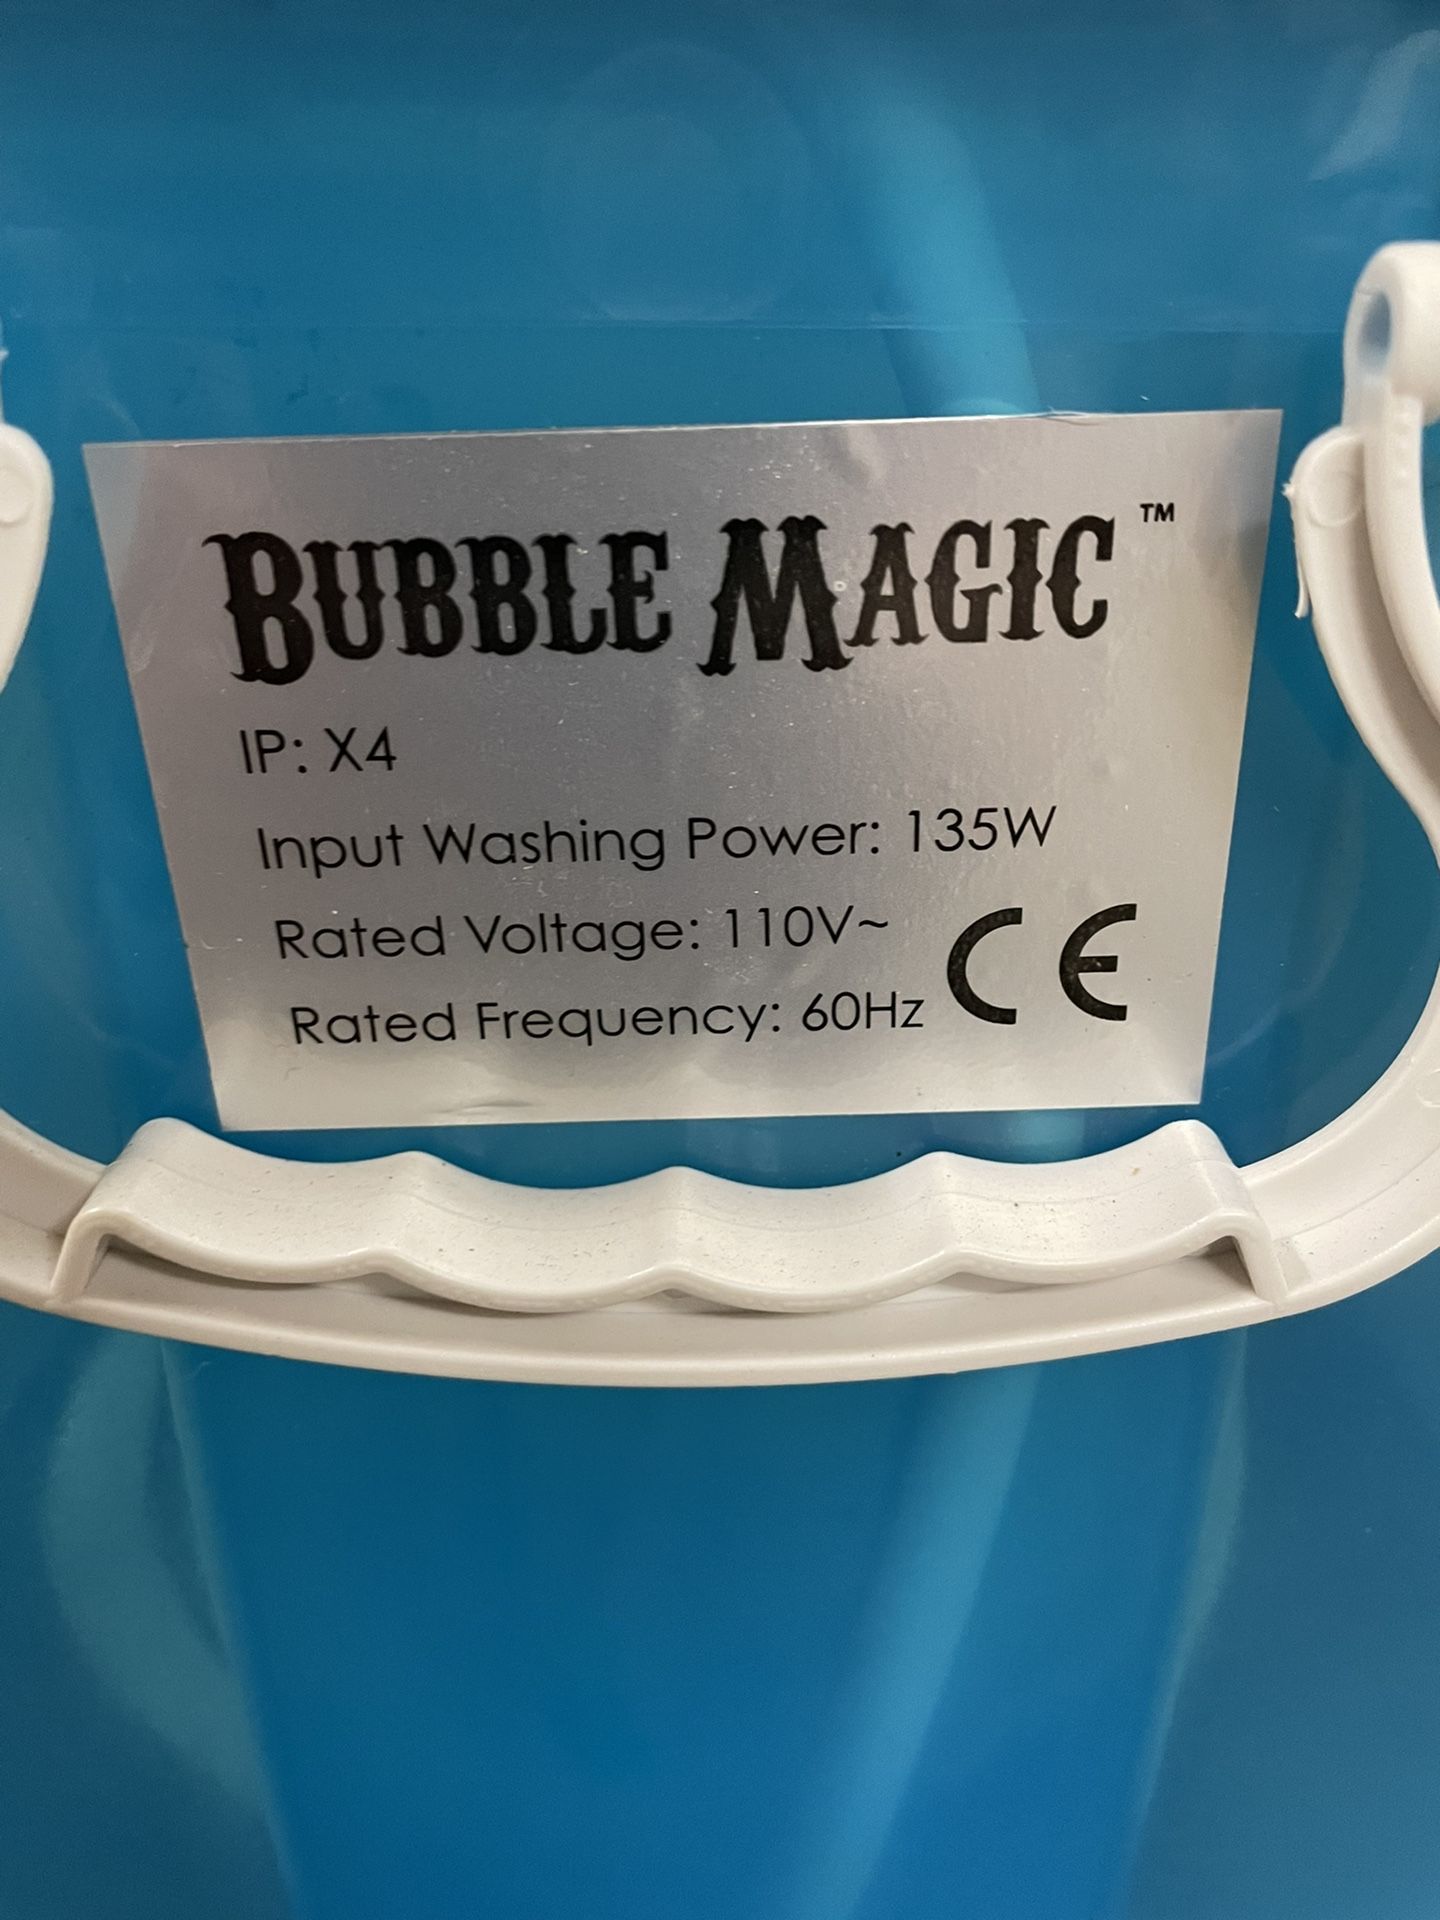 BUBBLE MAGIC™
IP: X4
Input Washing Power: 135W
Rated Voltage: 110V~
Rated Frequency: 60Hz
CE